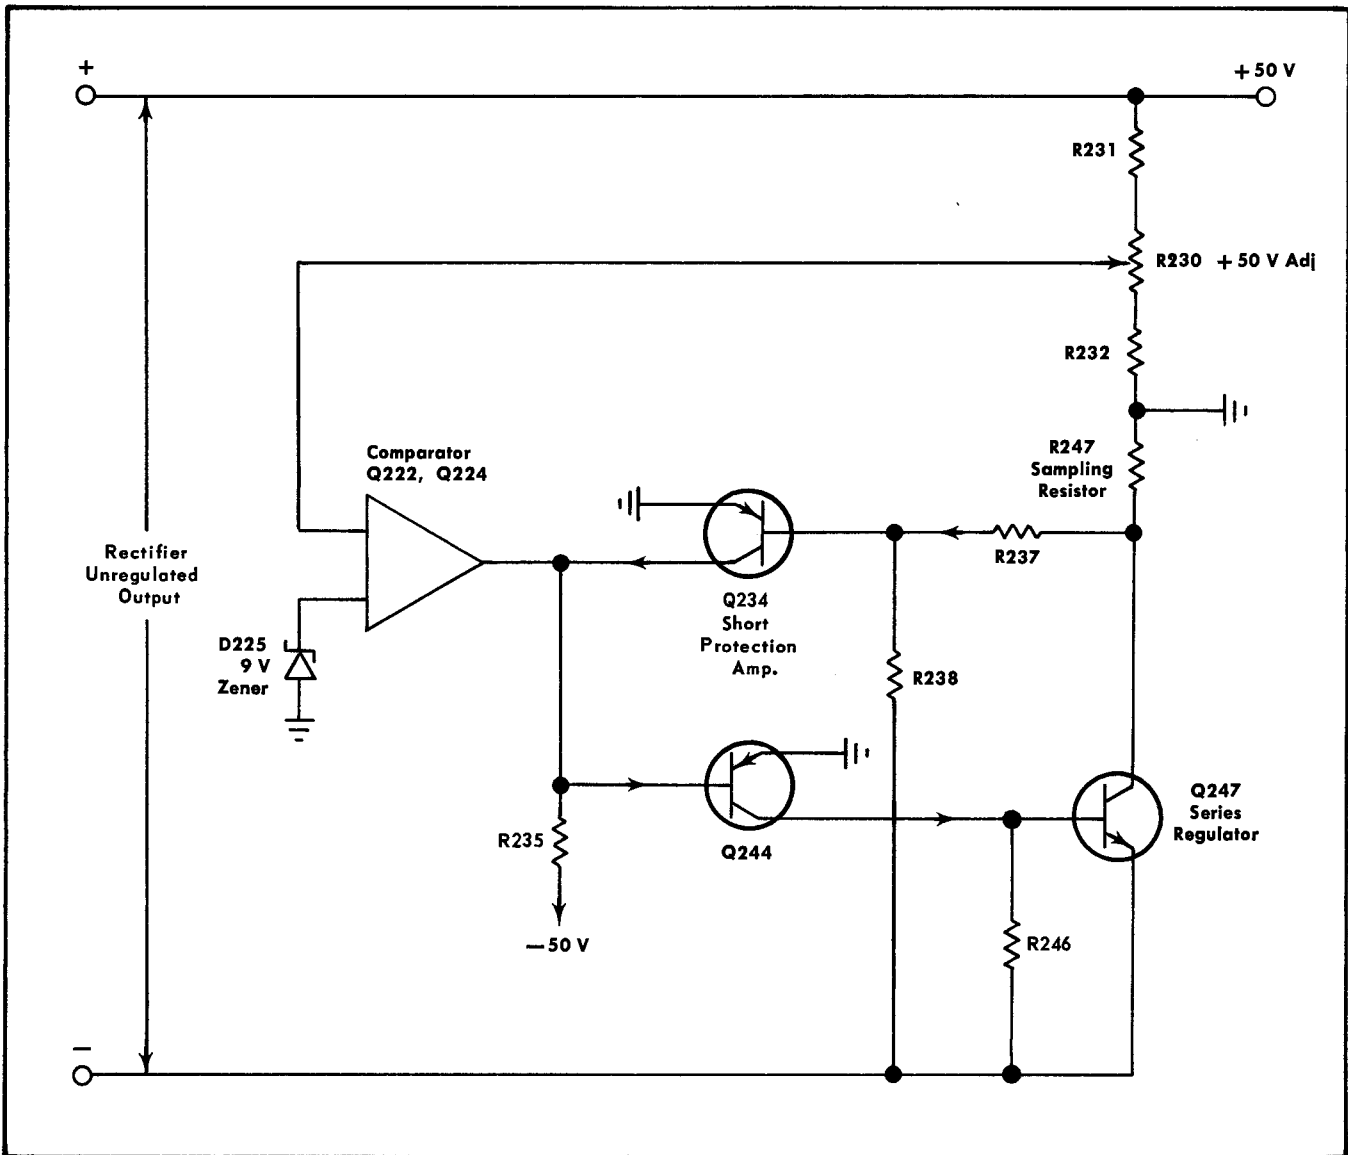 +
+ 50 V
R231
R230 + 50 V Adj
R232
R247
Sampling
Resistor
Comparator
Q222, Q224
Rectifier
Unregulated
Output
R237
Q234
Short
Protection
Amp.
D225
9 V
Zener
R238
Q247
Series
Regulator
R235
Q244
— 50 V
R246
—